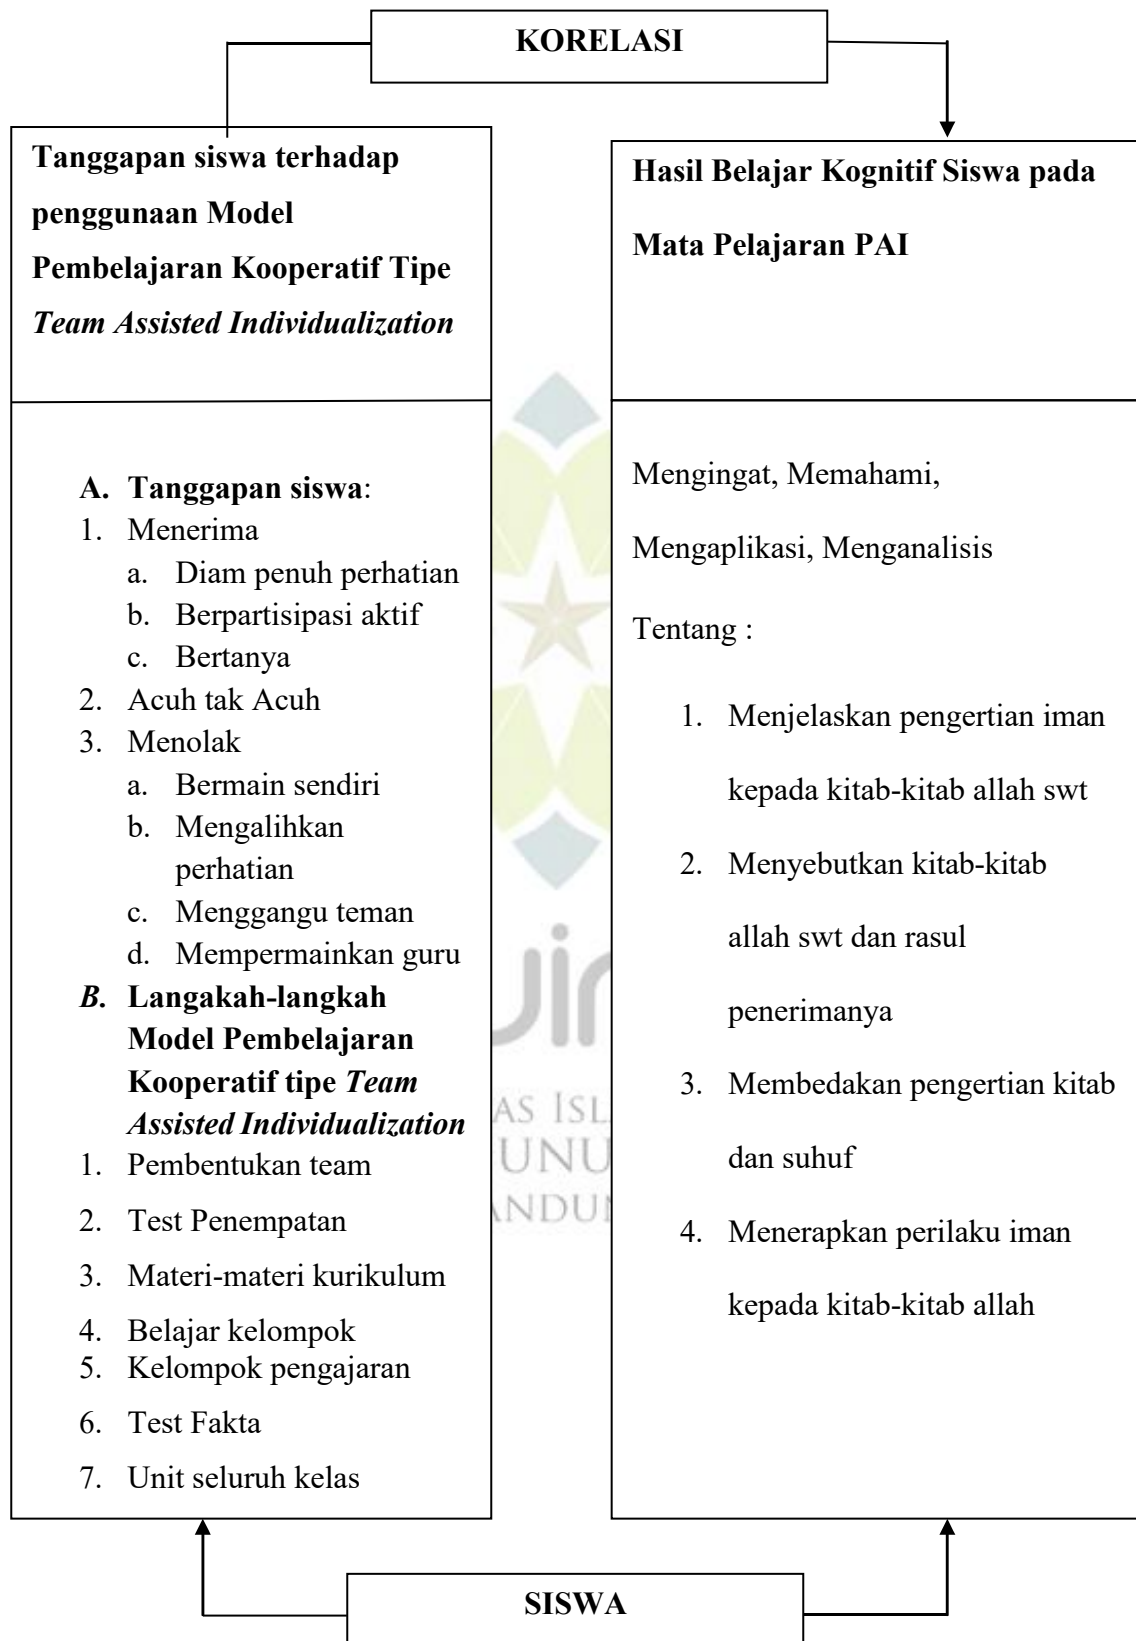 KORELASI
Tanggapan siswa terhadap
penggunaan Model
Pembelajaran Kooperatif Tipe
Team Assisted Individualization
A. Tanggapan siswa:
1. Menerima
a. Diam penuh perhatian
b. Berpartisipasi aktif
c. Bertanya
2. Acuh tak Acuh
3. Menolak
a. Bermain sendiri
b. Mengalihkan
perhatian
c. Menggangu teman
d. Mempermainkan guru
B. Langakah-langkah
Model Pembelajaran
Kooperatif tipe Team
Assisted Individualization
1. Pembentukan team
2. Test Penempatan
3. Materi-materi kurikulum
4. Belajar kelompok
5. Kelompok pengajaran
6. Test Fakta
7. Unit seluruh kelas
Hasil Belajar Kognitif Siswa pada
Mata Pelajaran PAI
Mengingat, Memahami,
Mengaplikasi, Menganalisis
Tentang :
1. Menjelaskan pengertian iman
kepada kitab-kitab allah swt
2. Menyebutkan kitab-kitab
allah swt dan rasul
penerimanya
3. Membedakan pengertian kitab
dan suhuf
4. Menerapkan perilaku iman
kepada kitab-kitab allah
SISWA